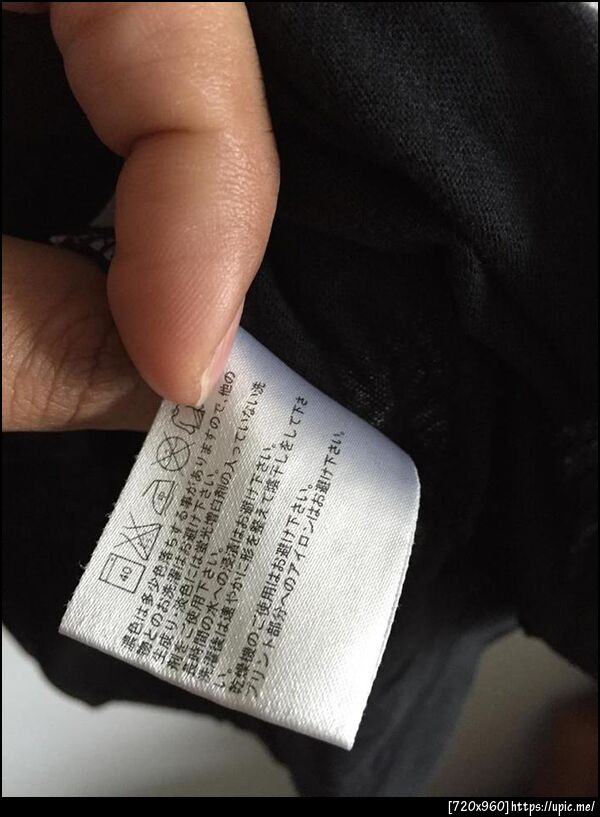 40
濃色は多少色落ちする事がありますので、他の
物とのお洗濯はお避け下さい。
生成り、淡色には蛍光増白剤の入っていない洗
剤をご使用下さい。
長時間の水への浸漬はお避け下さい。
洗濯後は速やかに形を整えて陰干しをして下さ
い。
乾燥機のご使用はお避け下さい。
プリント部分へのアイロンはお避け下さい。
[720x960]https://upic.me/